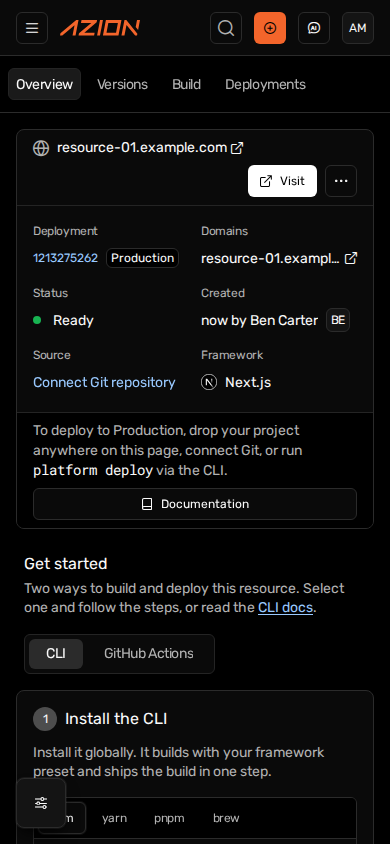 AZION
AI
AM
Overview
Versions
Build
Deployments
resource-01.example.com
Visit
Deployment
Domains
1213275262
Production
resource-01.exampl...
Status
Created
Ready
now by Ben Carter
BE
Source
Framework
Connect Git repository
Next.js
To deploy to Production, drop your project
anywhere on this page, connect Git, or run
platform deploy via the CLI.
Documentation
Get started
Two ways to build and deploy this resource. Select
one and follow the steps, or read the CLI docs.
CLI
GitHub Actions
1
Install the CLI
Install it globally. It builds with your framework
preset and ships the build in one step.
yarn
pnpm
brew